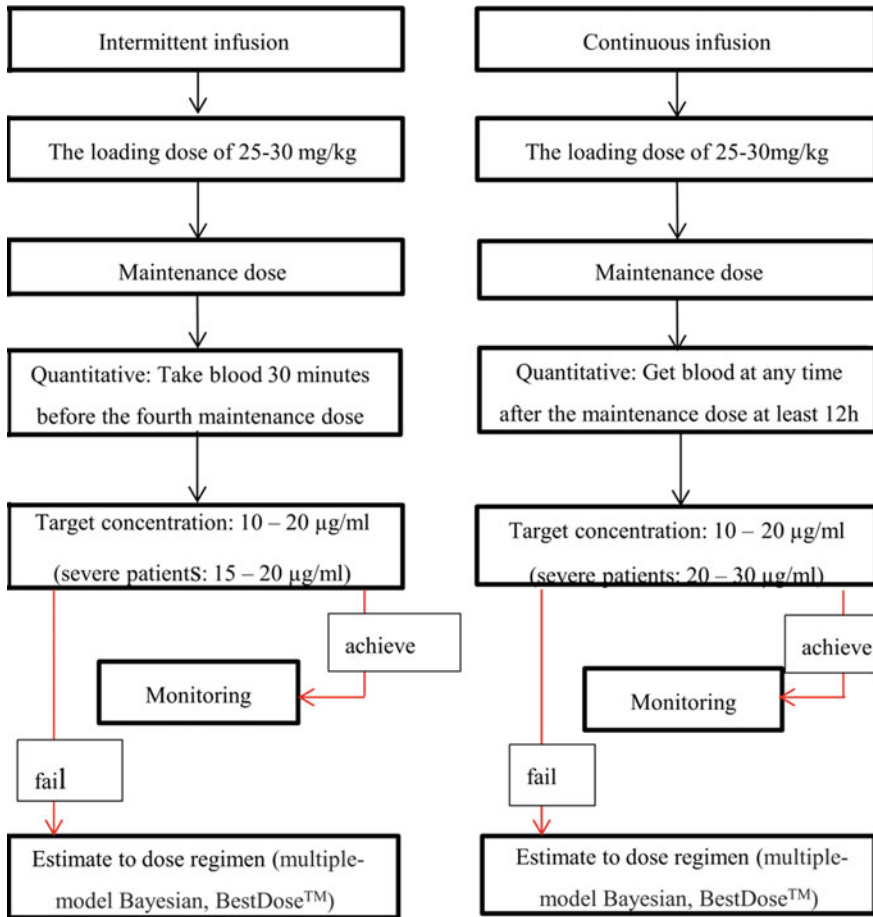 Intermittent infusion
The loading dose of 25-30 mg/kg
Maintenance dose
Quantitative: Take blood 30 minutes
before the fourth maintenance dose
Target concentration: 10 – 20 µg/ml
(severe patients: 15 – 20 µg/ml)
achieve
Monitoring
fail
Estimate to dose regimen (multiple-
model Bayesian, BestDose™)
Continuous infusion
The loading dose of 25-30mg/kg
Maintenance dose
Quantitative: Get blood at any time
after the maintenance dose at least 12h
Target concentration: 10 – 20 µg/ml
(severe patients: 20 – 30 µg/ml)
achieve
Monitoring
fail
Estimate to dose regimen (multiple-
model Bayesian, BestDose™)